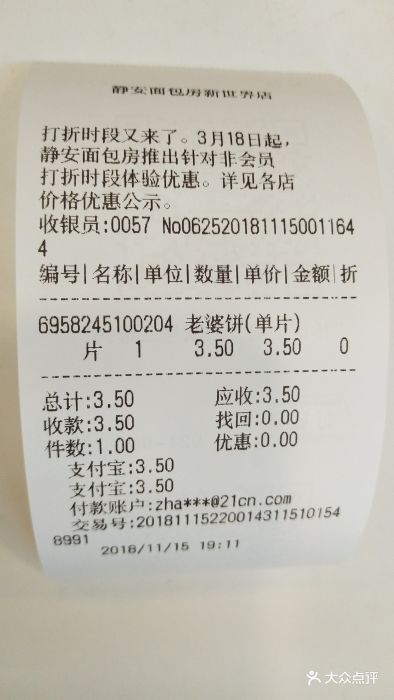 静安面包房新世界店
打折时段又来了。3月18日起，
静安面包房推出针对非会员
打折时段体验优惠。详见各店
价格优惠公示。
收银员:0057 No0625201811150011644
4
编号|名称|单位|数量|单价|金额|折
6958245100204 老婆饼(单片)
片 1 3.50 3.50 0
总计:3.50 应收:3.50
收款:3.50 找回:0.00
件数:1.00 优惠:0.00
支付宝:3.50
支付宝:3.50
付款账户:zha***@21cn.com
交易号:20181115220014311510154
8991
2018/11/15 19:11
大众点评